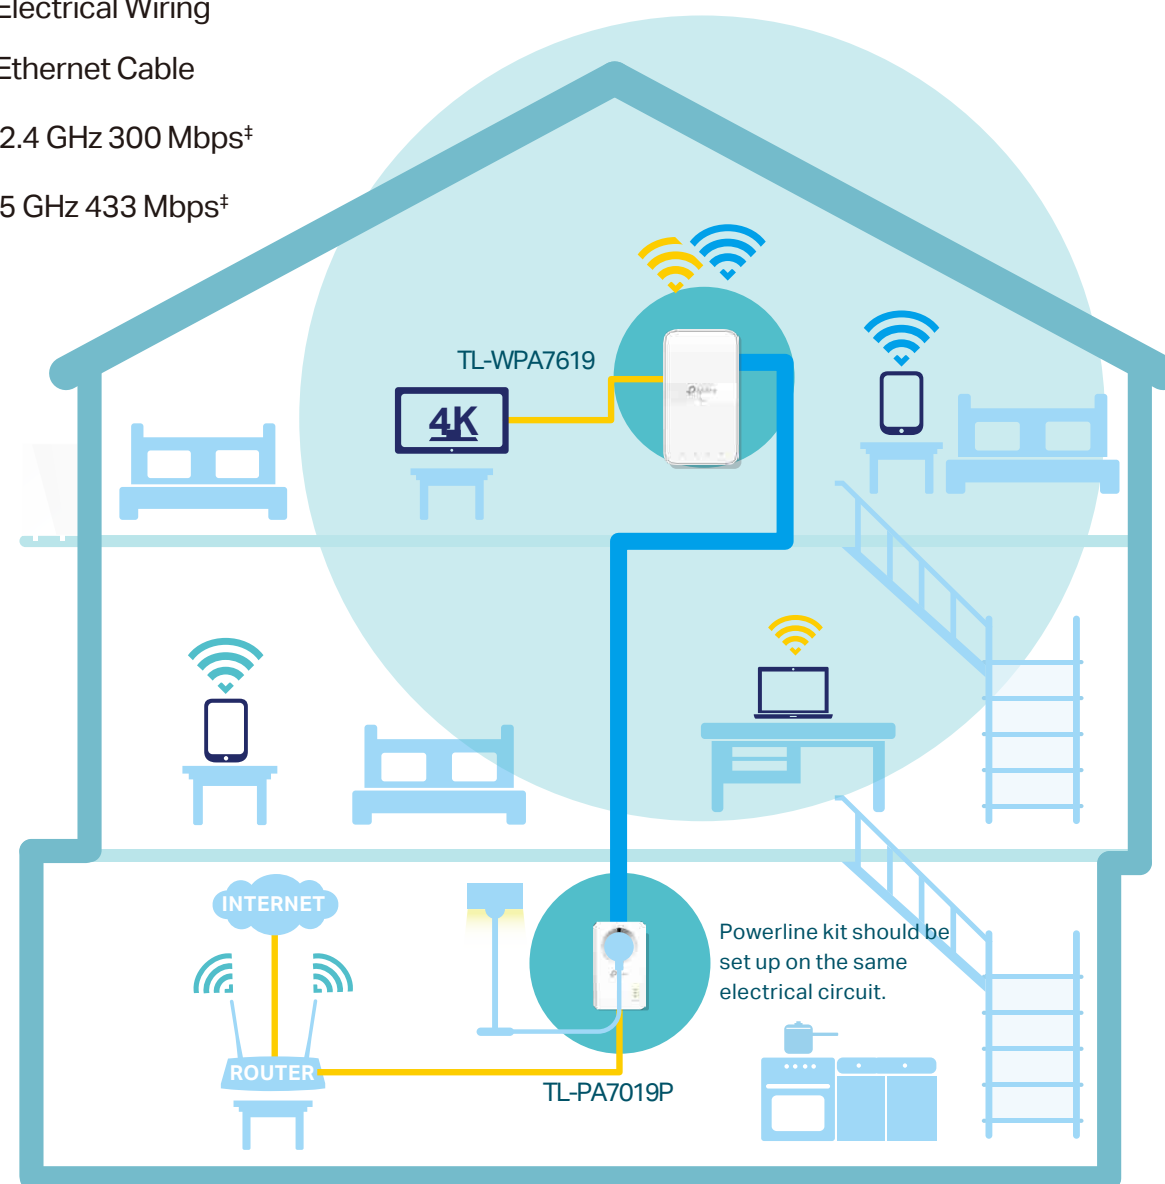 Electrical Wiring
Ethernet Cable
2.4 GHz 300 Mbps‡
5 GHz 433 Mbps‡
TL-WPA7619
4K
INTERNET
Powerline kit should be
set up on the same
electrical circuit.
ROUTER
TL-PA7019P